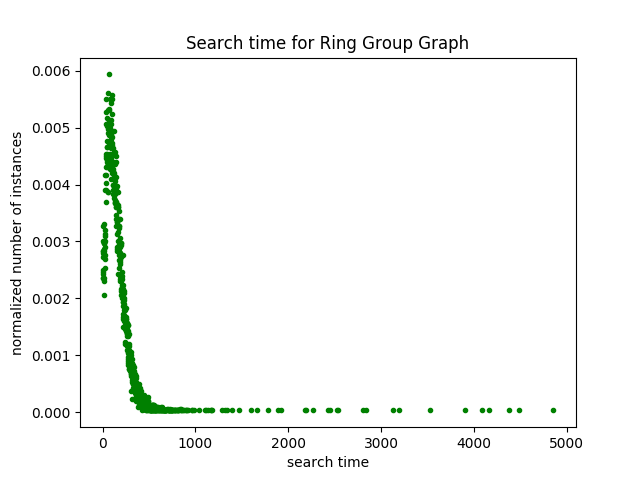 Search time for Ring Group Graph
normalized number of instances
0.006
0.005
0.004
0.003
0.002
0.001
0.000
0 1000 2000 3000 4000 5000
search time